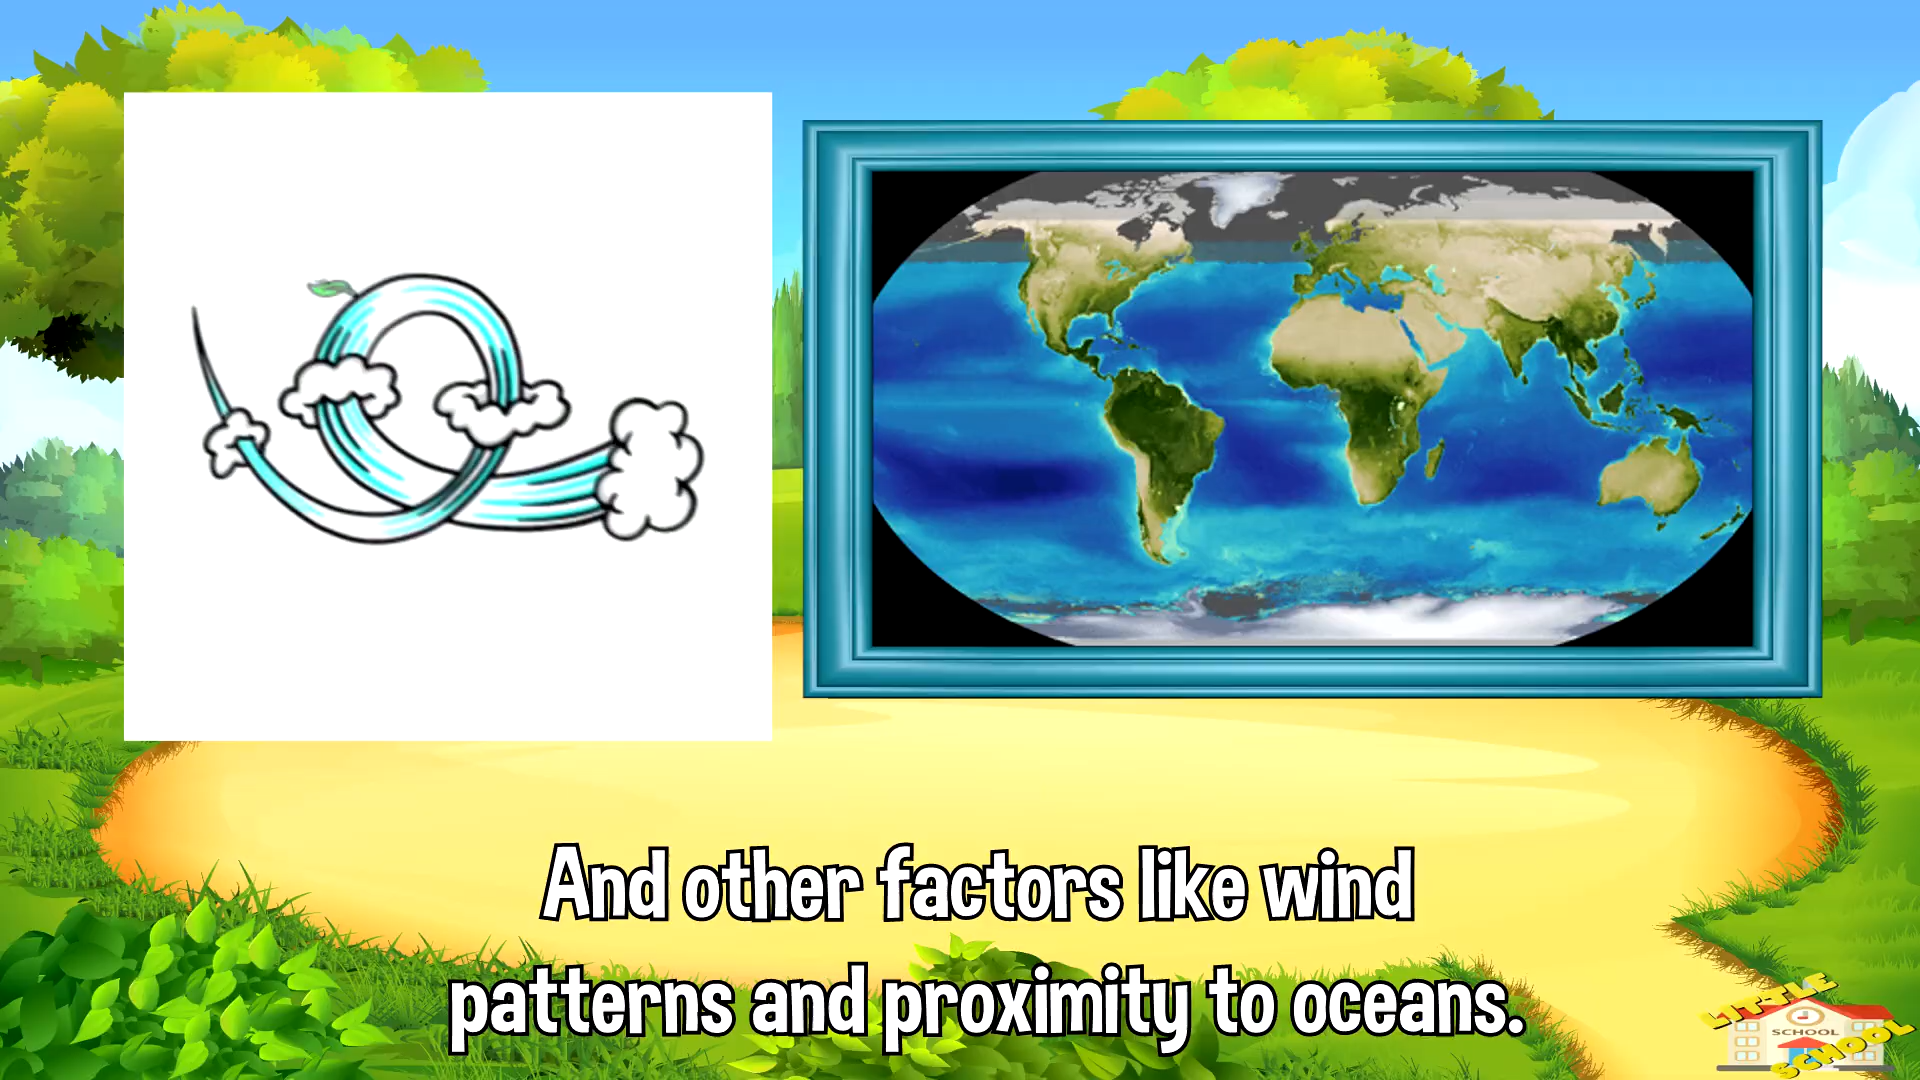 And other factors like wind
patterns and proximity to oceans.
LITTLE
SCHOOL
SCHOOL